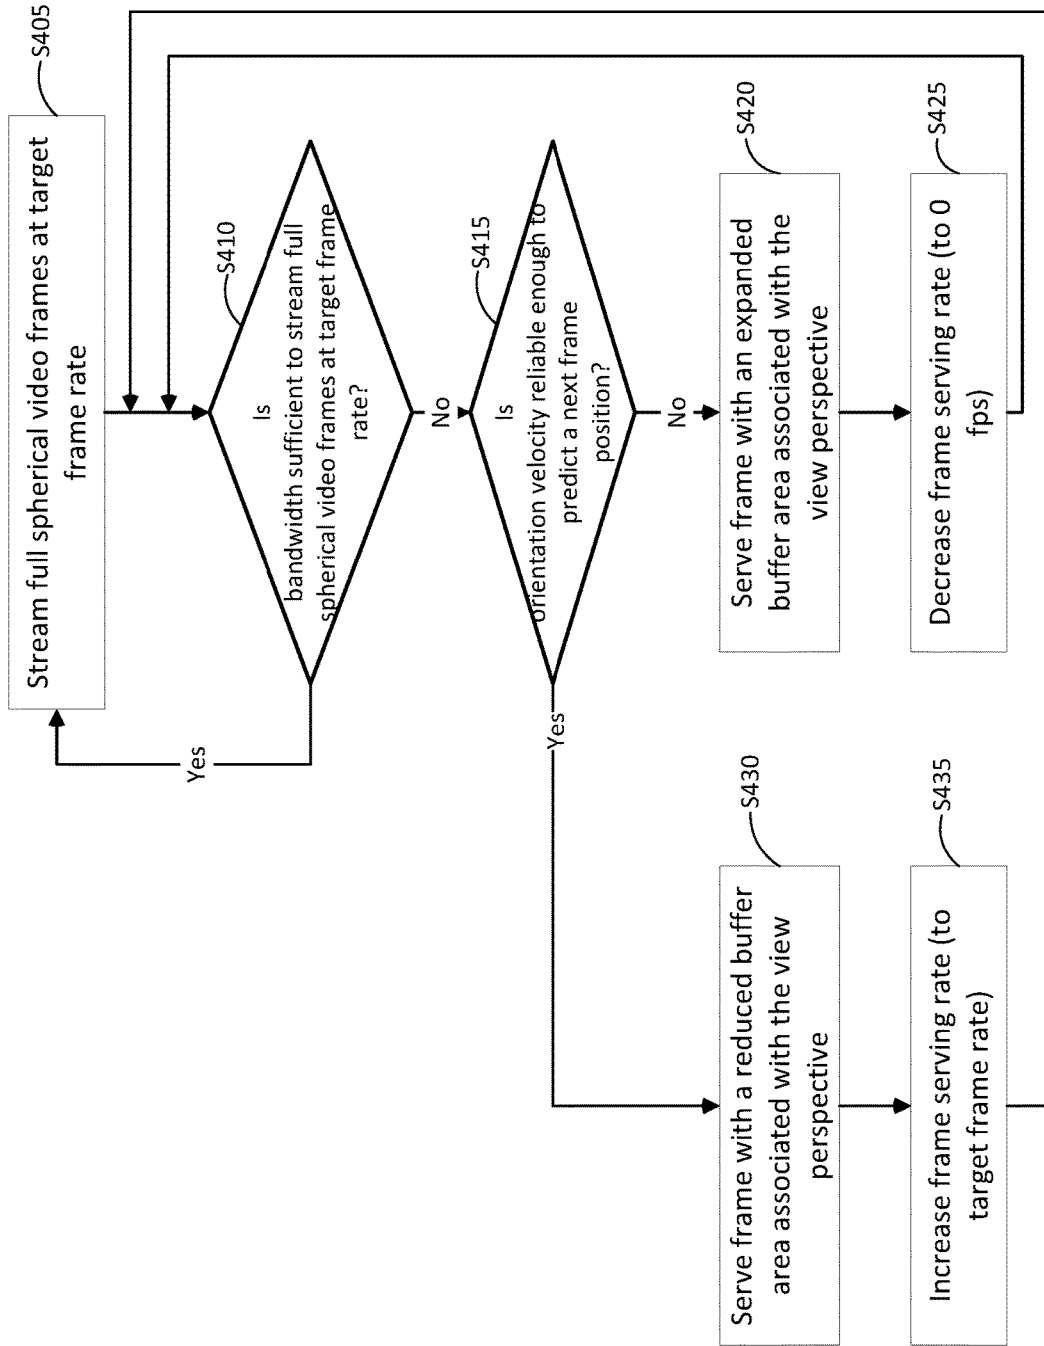 Stream full spherical video frames at target
frame rate
S405
Is
bandwidth sufficient to stream full
spherical video frames at target frame
rate?
S410
Yes
No
Is
orientation velocity reliable enough to
predict a next frame
position?
S415
Yes
No
Serve frame with an expanded
buffer area associated with the
view perspective
S420
Decrease frame serving rate (to 0
fps)
S425
Serve frame with a reduced buffer
area associated with the view
perspective
S430
Increase frame serving rate (to
target frame rate)
S435